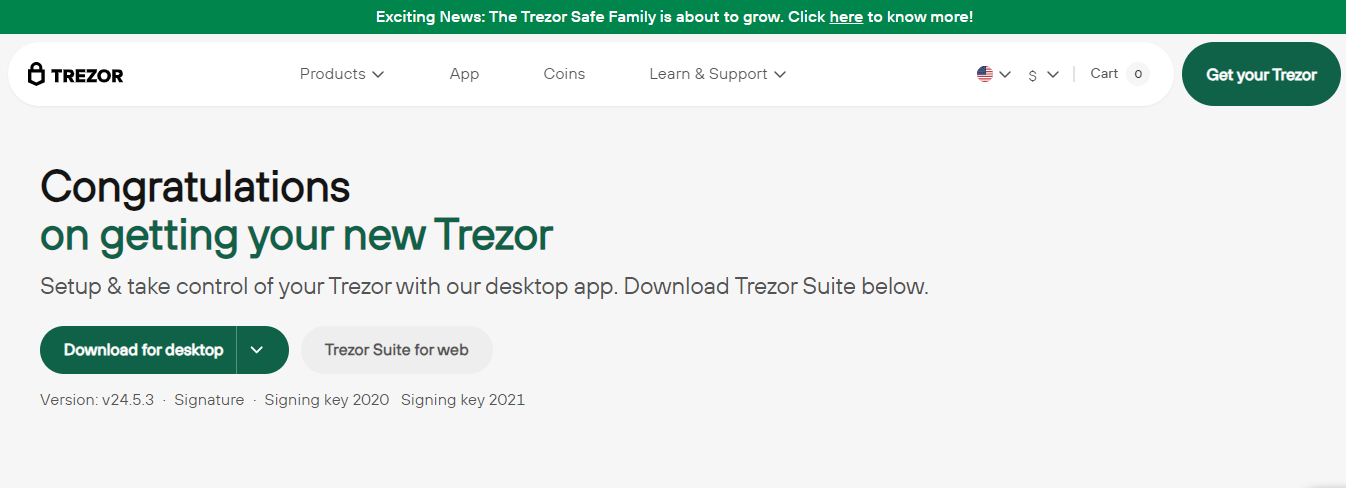 Exciting News: The Trezor Safe Family is about to grow. Click here to know more!
TREZOR Products App Coins Learn & Support $ Cart 0 Get your Trezor
Congratulations
on getting your new Trezor
Setup & take control of your Trezor with our desktop app. Download Trezor Suite below.
Download for desktop Trezor Suite for web
Version: v24.5.3 · Signature · Signing key 2020 Signing key 2021